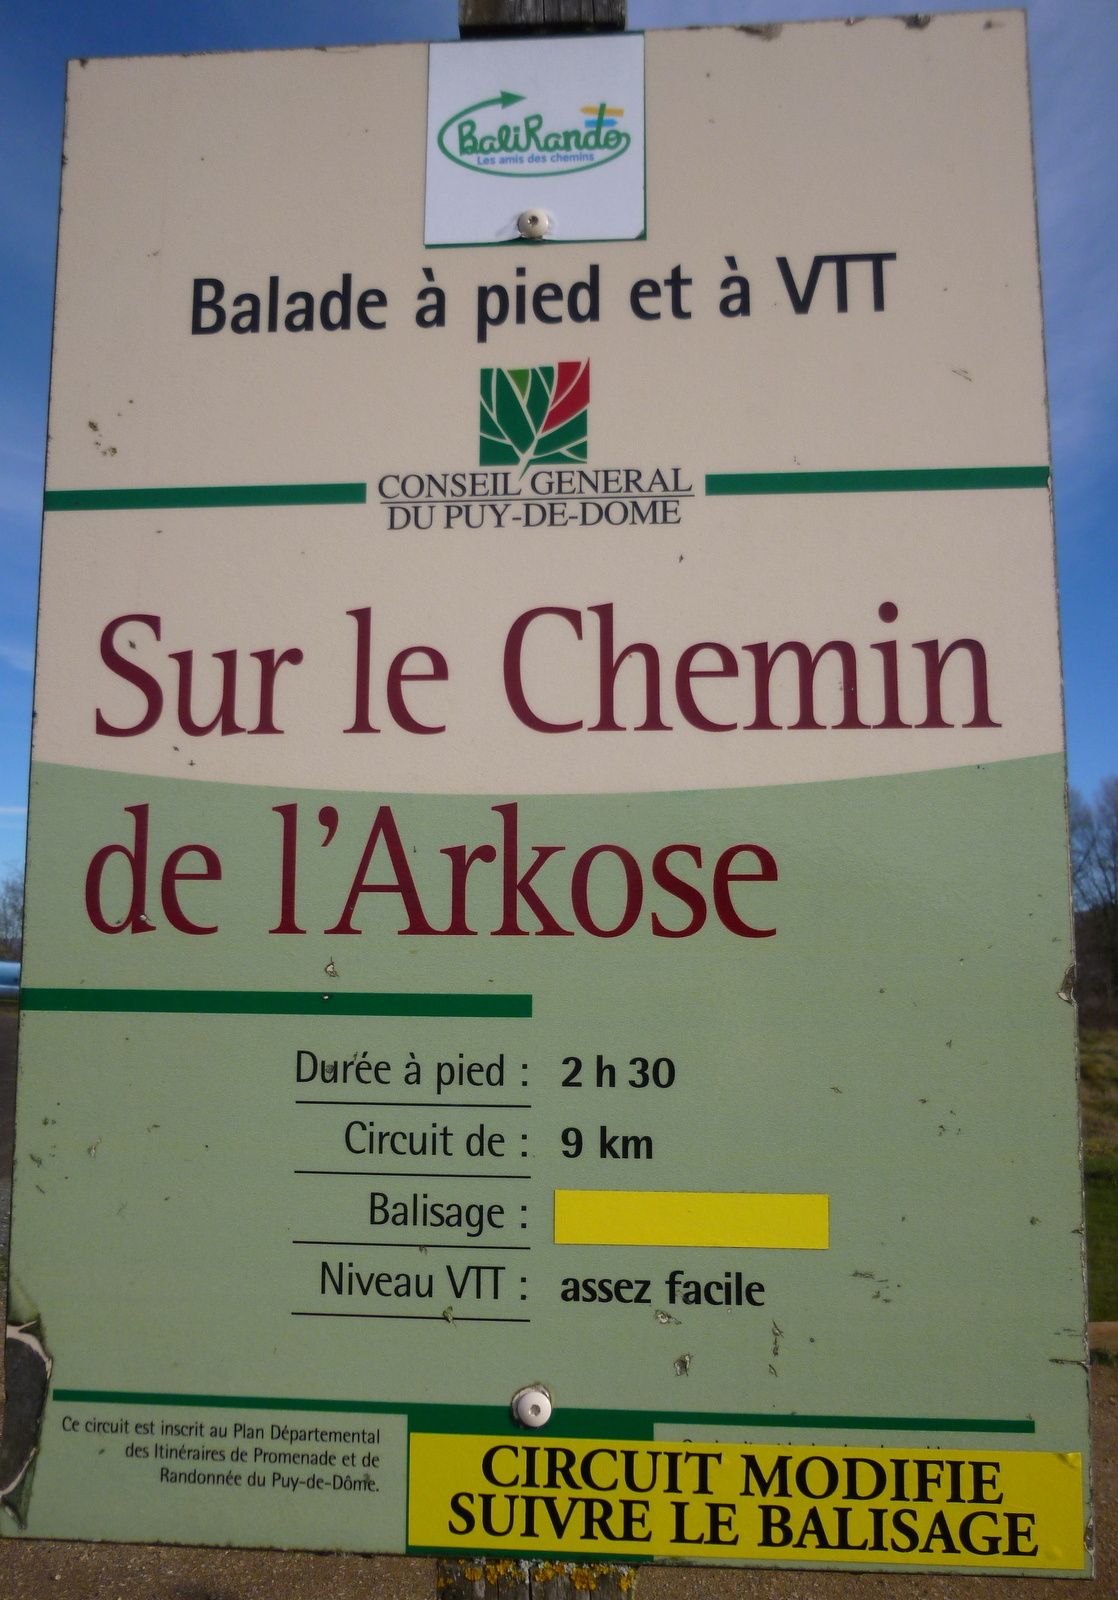 BaliRando
Les amis des chemins
Balade à pied et à VTT
CONSEIL GENERAL
DU PUY-DE-DOME
Sur le Chemin
de l'Arkose
Durée à pied : 2 h 30
Circuit de : 9 km
Balisage :
Niveau VTT : assez facile
Ce circuit est inscrit au Plan Départemental
des Itinéraires de Promenade et de
Randonnée du Puy-de-Dôme.
CIRCUIT MODIFIE
SUIVRE LE BALISAGE